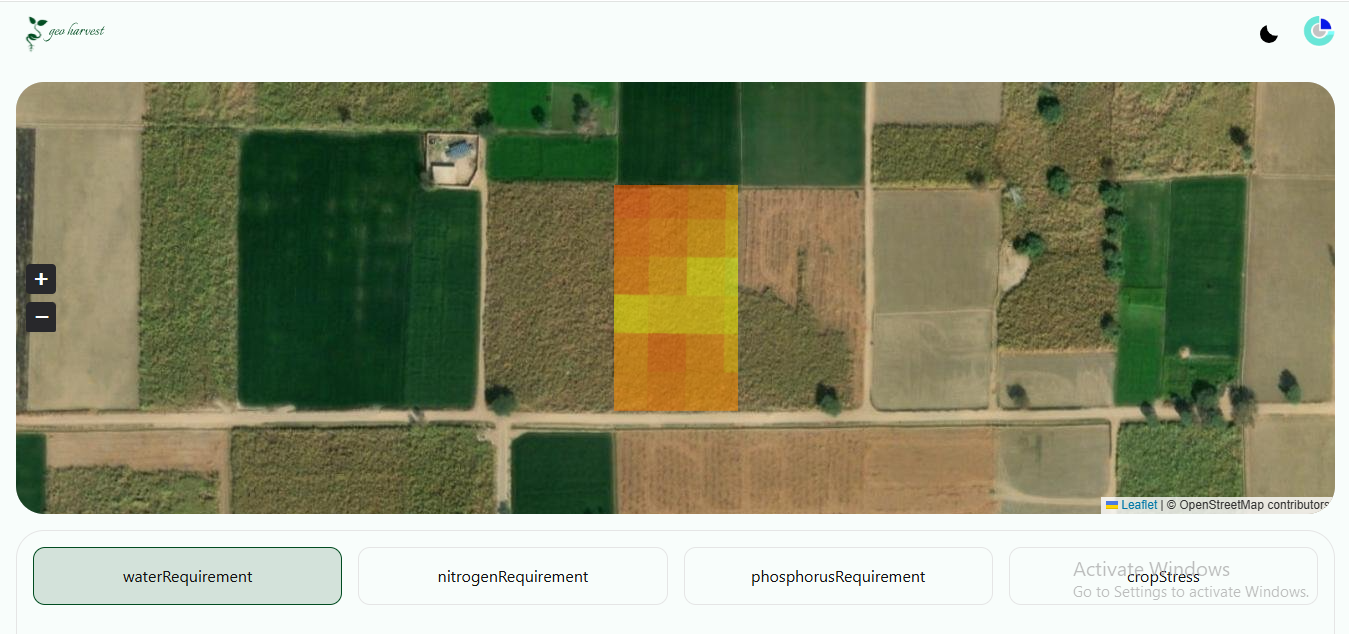 geo harvest
+
−
Leaflet | © OpenStreetMap contributors
waterRequirement
nitrogenRequirement
phosphorusRequirement
cropStress
Activate Windows
Go to Settings to activate Windows.